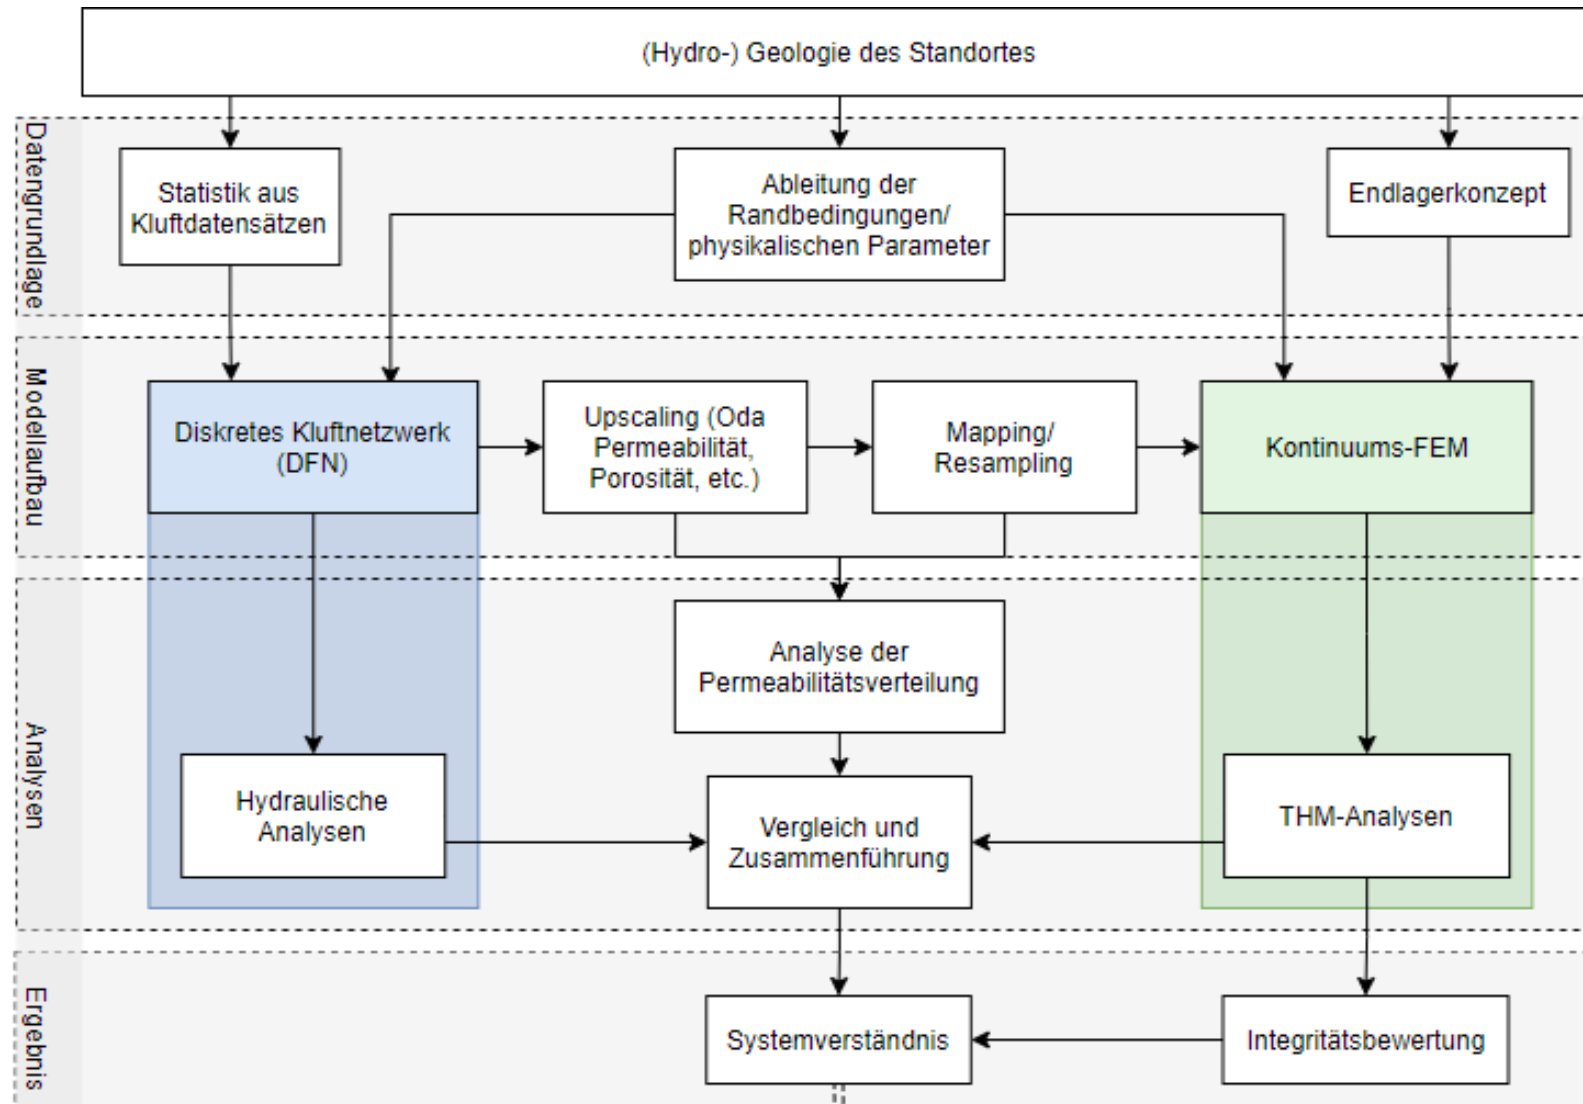 (Hydro-) Geologie des Standortes
Datengrundlage
Statistik aus
Kluftdatensätzen
Ableitung der
Randbedingungen/
physikalischen Parameter
Endlagerkonzept
Modellaufbau
Diskretes Kluftnetzwerk
(DFN)
Upscaling (Oda
Permeabilität,
Porosität, etc.)
Mapping/
Resampling
Kontinuums-FEM
Analysen
Analyse der
Permeabilitätsverteilung
Hydraulische
Analysen
Vergleich und
Zusammenführung
THM-Analysen
Ergebnis
Systemverständnis
Integritätsbewertung